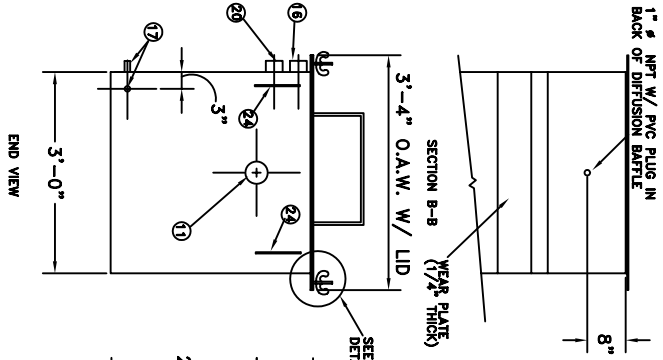 1" ø NPT W/ PVC PLUG IN
BACK OF DIFFUSION BAFFLE
8"
WEAR PLATE
(1/4" THICK)
SECTION B-B
3'-4" O.A.W. W/ LID
16
20
17
3"
24
24
11
SEE
3'-0"
END VIEW